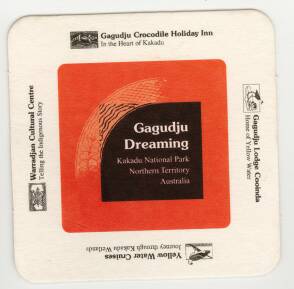 Gagudju Crocodile Holiday Inn
In the Heart of Kakadu
Warradjan Cultural Centre
Telling the Indigenous Story
Gagudju
Dreaming
Kakadu National Park
Northern Territory
Australia
Gagudju Lodge Cooinda
Home of Yellow Water
Yellow Water Cruises
Journey through Kakadu Wetlands